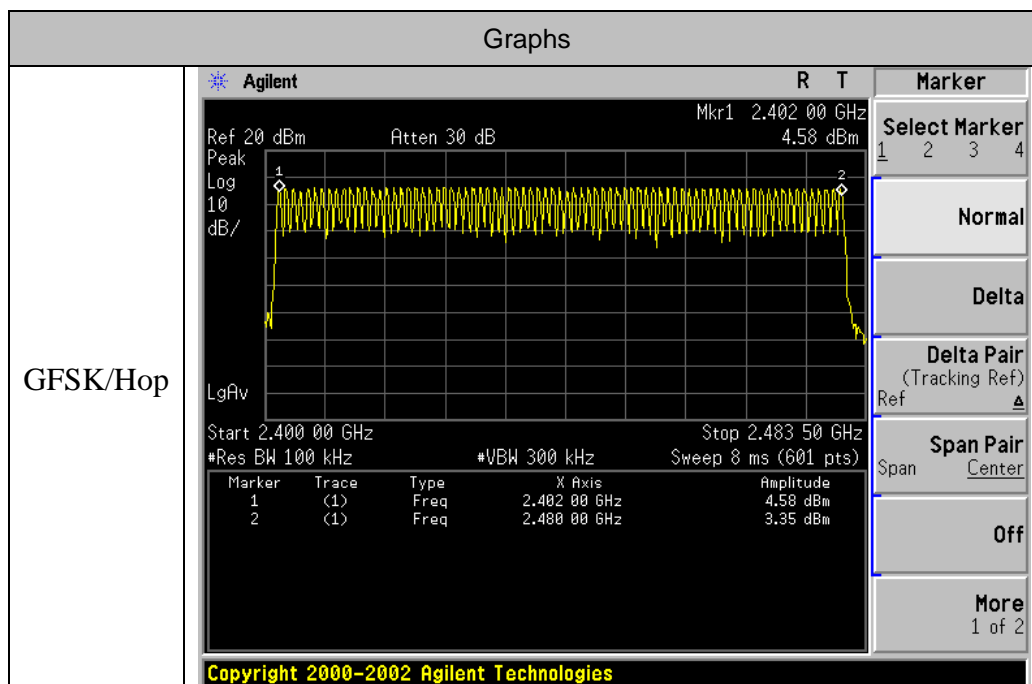 Graphs
GFSK/Hop
Agilent R T
Mkr1 2.402 00 GHz
Ref 20 dBm Atten 30 dB 4.58 dBm
Peak
Log
10
dB/
1
2
LgAv
Start 2.400 00 GHz Stop 2.483 50 GHz
#Res BW 100 kHz #VBW 300 kHz Sweep 8 ms (601 pts)
Marker Trace Type X Axis Amplitude
1 (1) Freq 2.402 00 GHz 4.58 dBm
2 (1) Freq 2.480 00 GHz 3.35 dBm
Copyright 2000-2002 Agilent Technologies
Marker
Select Marker
1 2 3 4
Normal
Delta
Delta Pair
(Tracking Ref)
Ref Δ
Span Pair
Span Center
Off
More
1 of 2